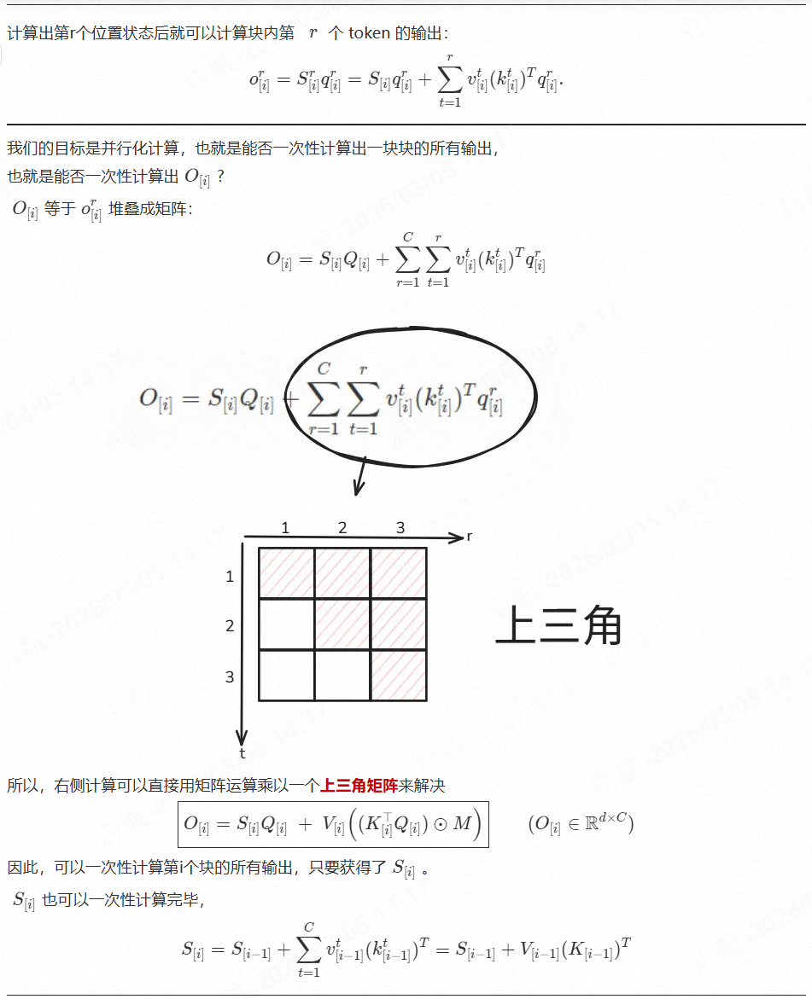 计算出第r个位置状态后就可以计算块内第 r 个 token 的输出：
$o^r_{[i]} = S^r_{[i]} q^r_{[i]} = S_{[i]} q^r_{[i]} + \sum_{t=1}^{r} v^t_{[i]} (k^t_{[i]})^T q^r_{[i]}.$
我们的目标是并行化计算，也就是能否一次性计算出一块块的所有输出，
也就是能否一次性计算出 $O_{[i]}$ ？
$O_{[i]}$ 等于 $o^r_{[i]}$ 堆叠成矩阵：
$O_{[i]} = S_{[i]} Q_{[i]} + \sum_{r=1}^{C} \sum_{t=1}^{r} v^t_{[i]} (k^t_{[i]})^T q^r_{[i]}$
$O_{[i]} = S_{[i]} Q_{[i]} + \sum_{r=1}^{C} \sum_{t=1}^{r} v^t_{[i]} (k^t_{[i]})^T q^r_{[i]}$
1 2 3
r
1
2
3
t
上三角
所以，右侧计算可以直接用矩阵运算乘以一个上三角矩阵来解决
$O_{[i]} = S_{[i]} Q_{[i]} + V_{[i]} \left( (K^\top_{[i]} Q_{[i]}) \odot M \right)$ $(O_{[i]} \in \mathbb{R}^{d \times C})$
因此，可以一次性计算第i个块的所有输出，只要获得了 $S_{[i]}$ 。
$S_{[i]}$ 也可以一次性计算完毕，
$S_{[i]} = S_{[i-1]} + \sum_{t=1}^{C} v^t_{[i-1]} (k^t_{[i-1]})^T = S_{[i-1]} + V_{[i-1]} (K_{[i-1]})^T$